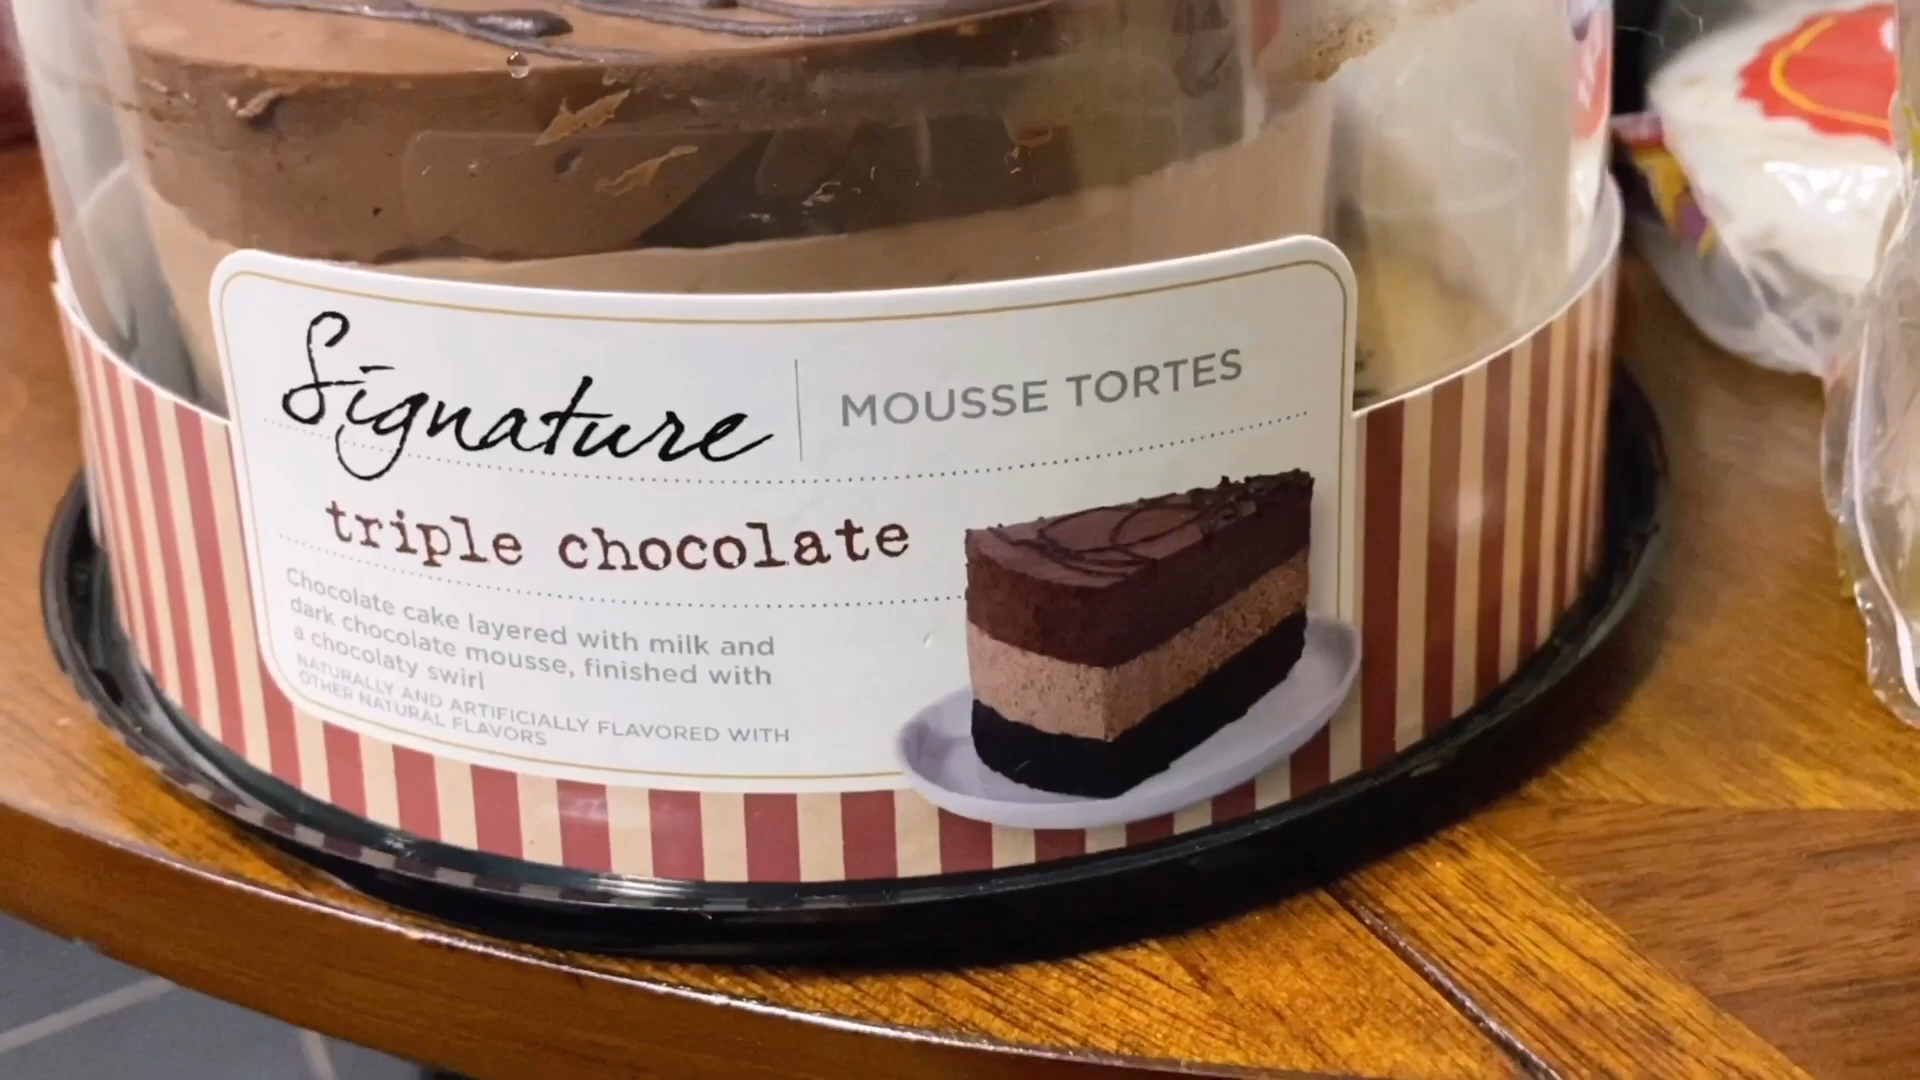 Signature
MOUSSE TORTES
triple chocolate
Chocolate cake layered with milk and
dark chocolate mousse, finished with
a chocolaty swirl
NATURALLY AND ARTIFICIALLY FLAVORED WITH
OTHER NATURAL FLAVORS